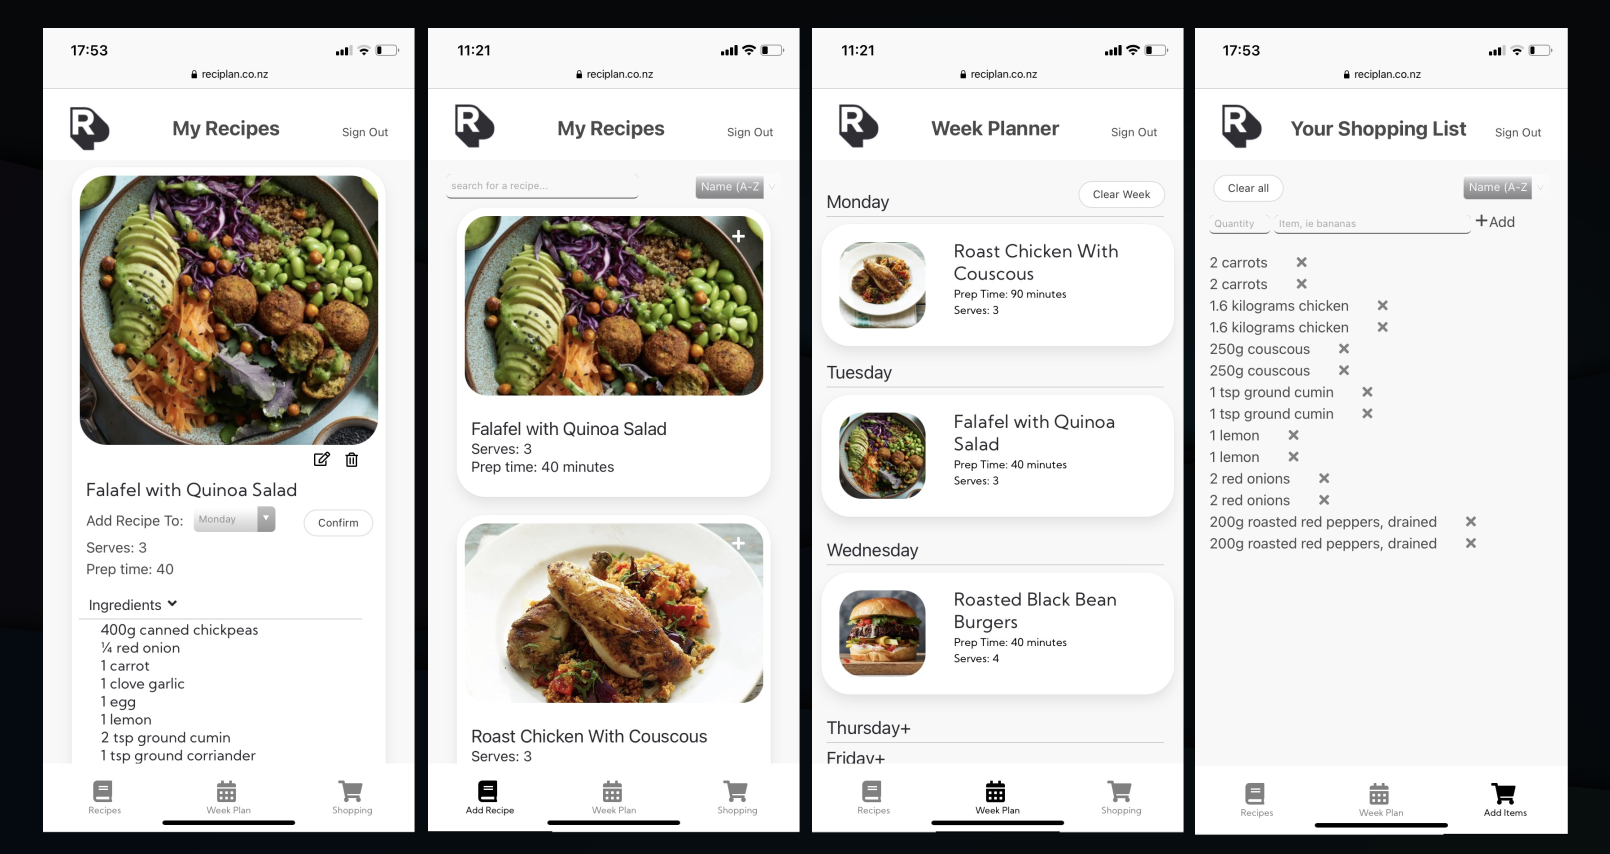 17:53
reciplan.co.nz
R
My Recipes
Sign Out
Falafel with Quinoa Salad
Add Recipe To:
Monday
Confirm
Serves: 3
Prep time: 40
Ingredients
400g canned chickpeas
¼ red onion
1 carrot
1 clove garlic
1 egg
1 lemon
2 tsp ground cumin
1 tsp ground corriander
Recipes
Week Plan
Shopping
11:21
reciplan.co.nz
R
My Recipes
Sign Out
search for a recipe...
Name (A-Z
+
Falafel with Quinoa Salad
Serves: 3
Prep time: 40 minutes
+
Roast Chicken With Couscous
Serves: 3
Add Recipe
Week Plan
Shopping
11:21
reciplan.co.nz
R
Week Planner
Sign Out
Clear Week
Monday
Roast Chicken With
Couscous
Prep Time: 90 minutes
Serves: 3
Tuesday
Falafel with Quinoa
Salad
Prep Time: 40 minutes
Serves: 3
Wednesday
Roasted Black Bean
Burgers
Prep Time: 40 minutes
Serves: 4
Thursday+
Friday+
Recipes
Week Plan
Shopping
17:53
reciplan.co.nz
R
Your Shopping List
Sign Out
Clear all
Name (A-Z
Quantity
Item, ie bananas
+Add
2 carrots
2 carrots
1.6 kilograms chicken
1.6 kilograms chicken
250g couscous
250g couscous
1 tsp ground cumin
1 tsp ground cumin
1 lemon
1 lemon
2 red onions
2 red onions
200g roasted red peppers, drained
200g roasted red peppers, drained
Recipes
Week Plan
Add Items